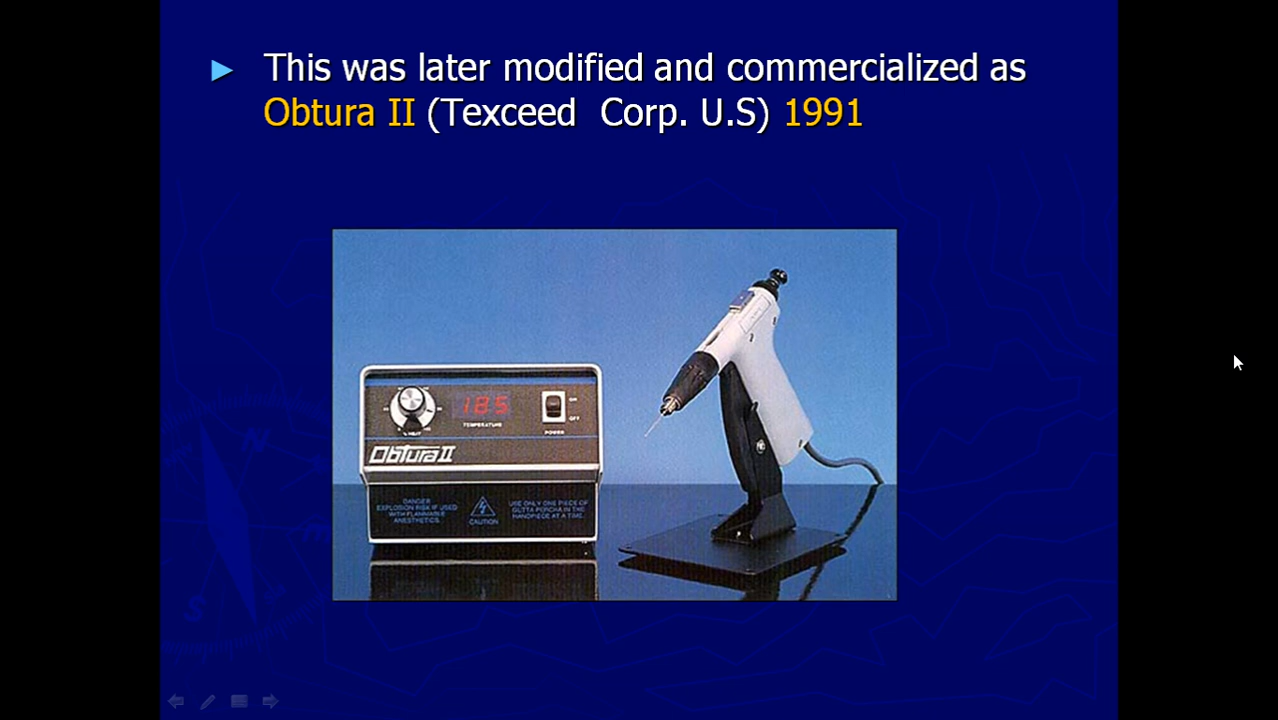 ► This was later modified and commercialized as
Obtura II (Texceed Corp. U.S) 1991
185
TEMPERATURE
ON
OFF
POWER
Obtura II
DANGER
EXPLOSION RISK IF USED
WITH FLAMMABLE
ANESTHETICS.
CAUTION
USE ONLY ONE PIECE OF
GUTTA PERCHA IN THE
HANDPIECE AT A TIME.
N
S